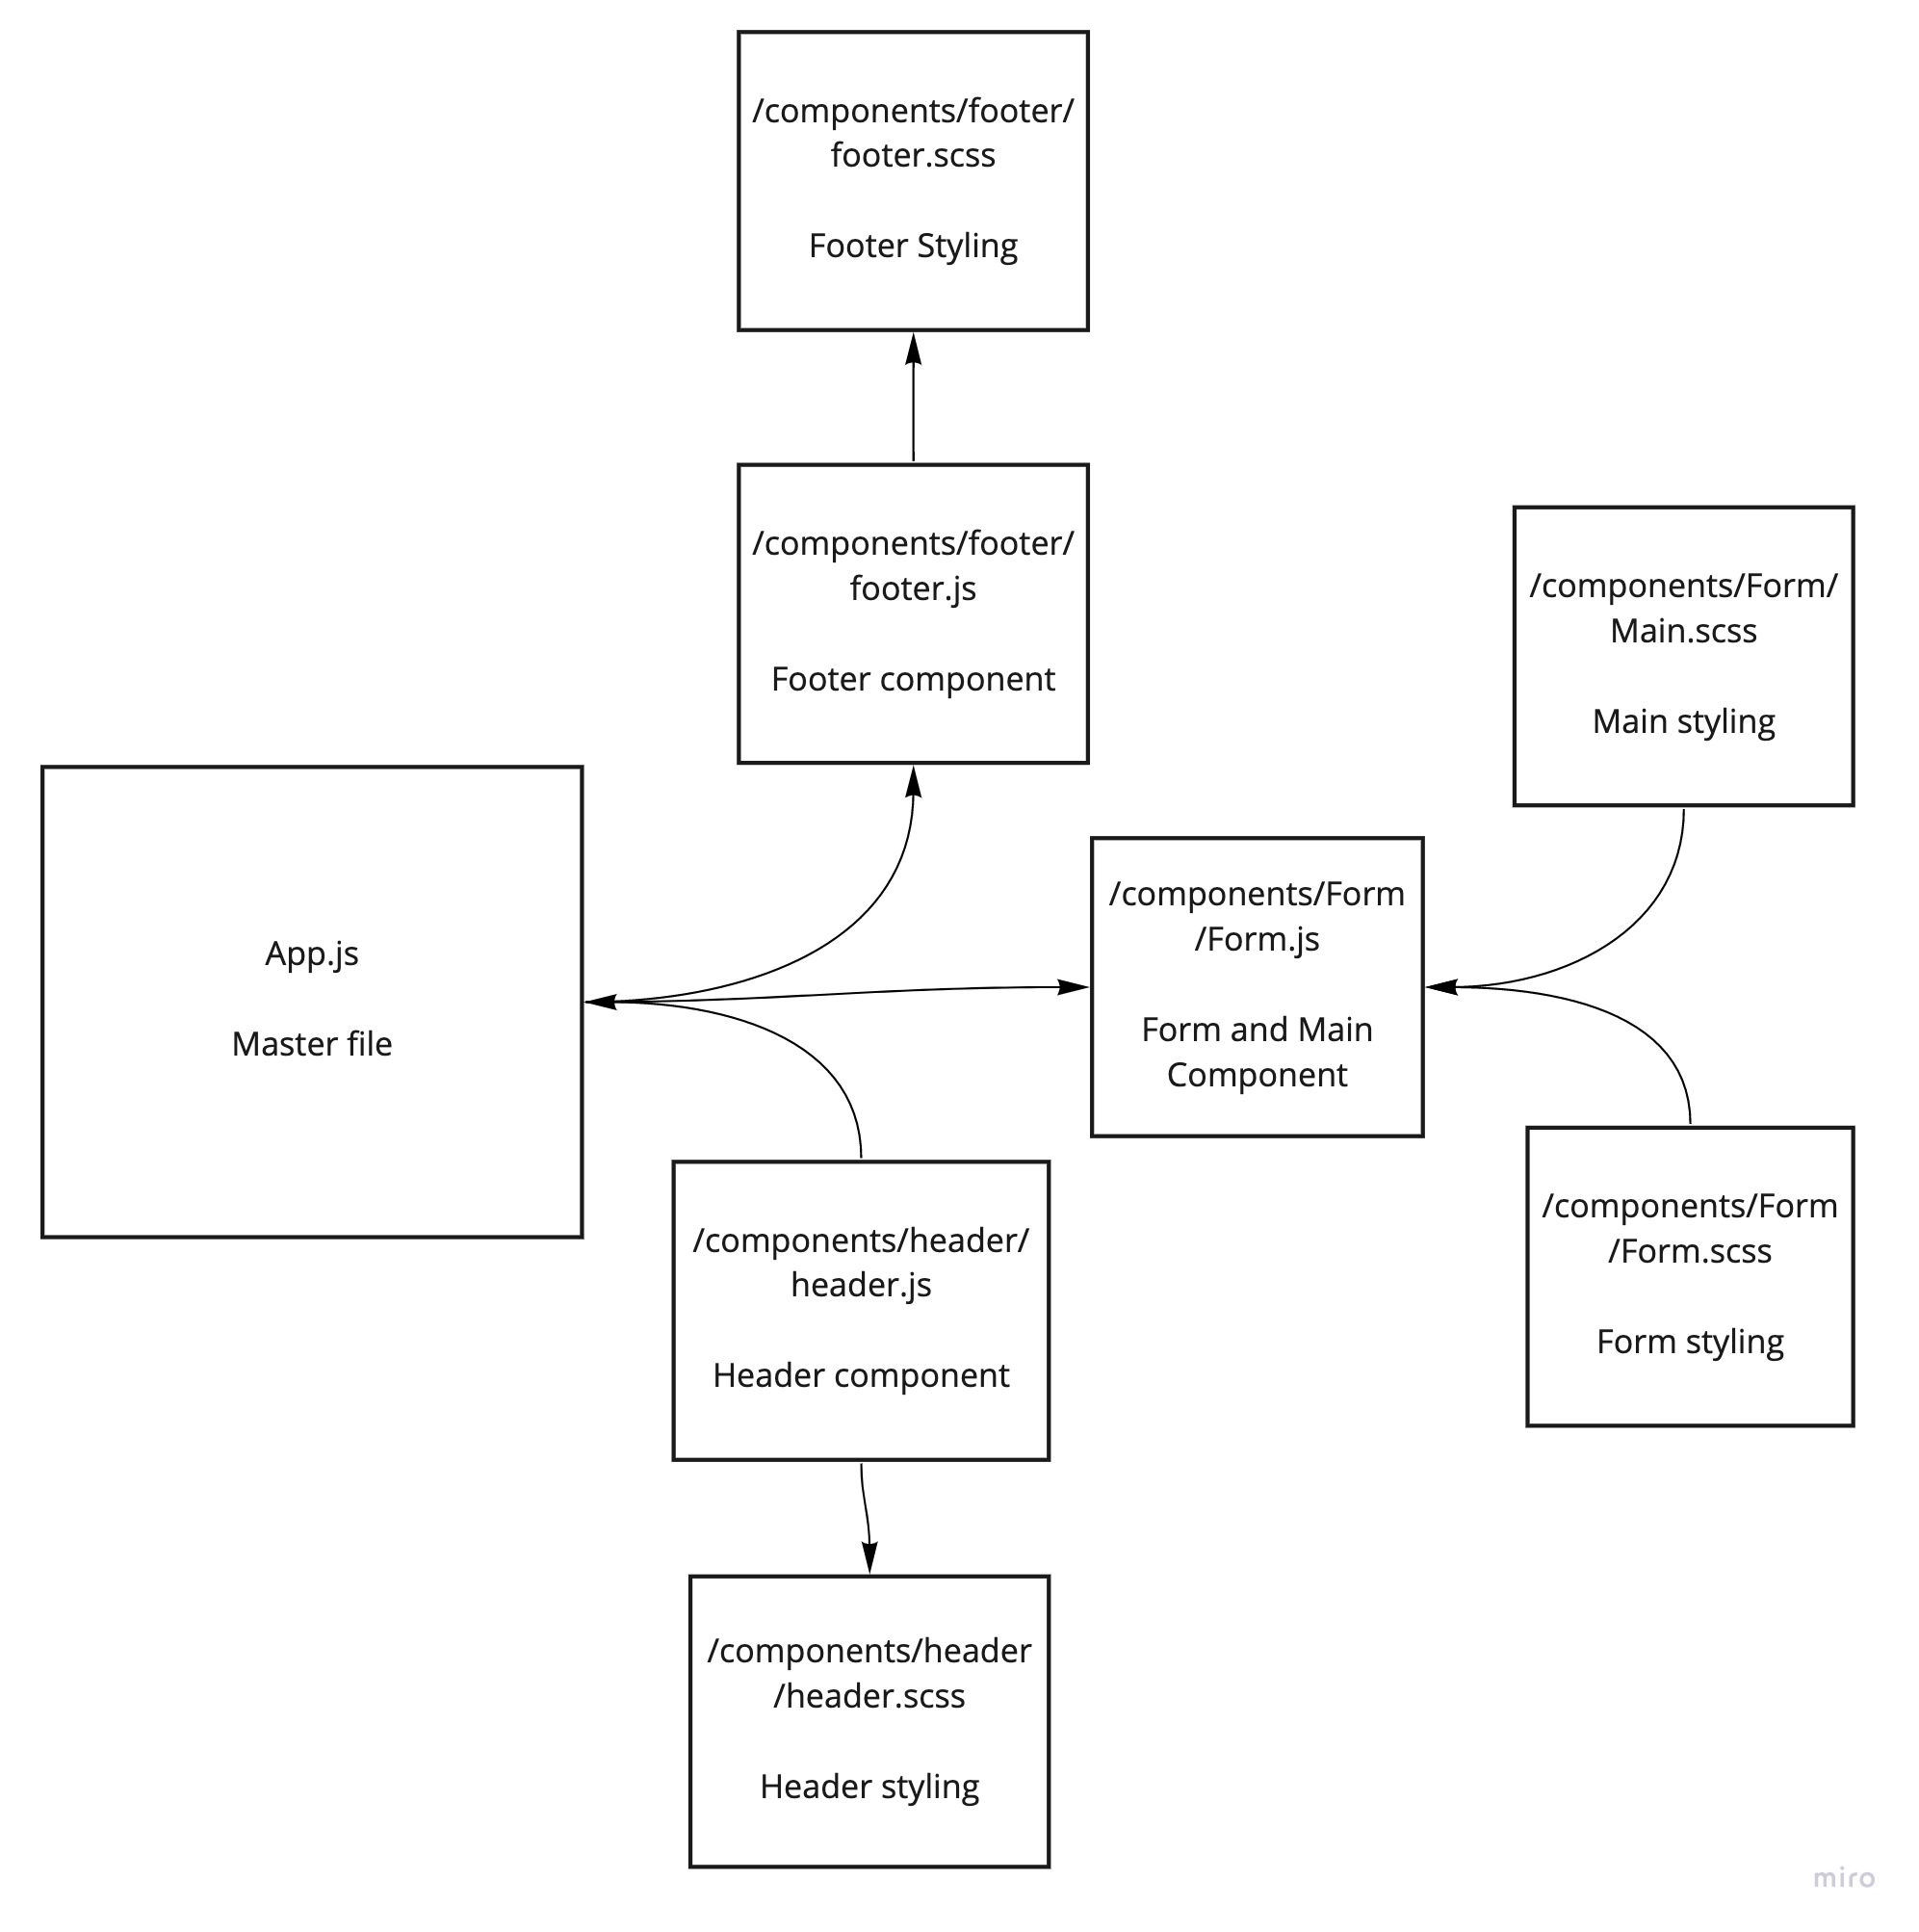 /components/footer/
footer.scss
Footer Styling
/components/footer/
footer.js
Footer component
/components/Form/
Main.scss
Main styling
App.js
Master file
/components/Form
/Form.js
Form and Main
Component
/components/header/
header.js
Header component
/components/Form
/Form.scss
Form styling
/components/header
/header.scss
Header styling
miro